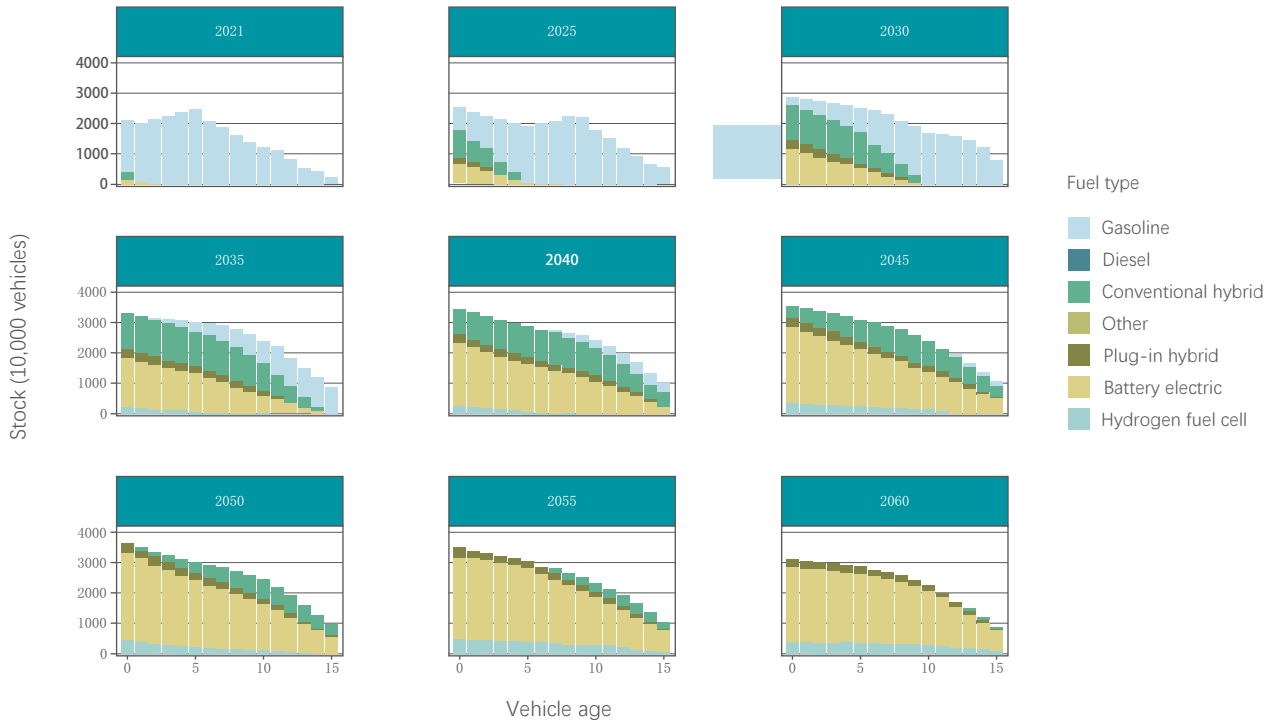 2021
2025
2030
4000
3000
2000
1000
0
Fuel type
Gasoline
Diesel
Conventional hybrid
Other
Plug-in hybrid
Battery electric
Hydrogen fuel cell
Stock (10,000 vehicles)
2035
2040
2045
4000
3000
2000
1000
0
2050
2055
2060
4000
3000
2000
1000
0
0 5 10 15
0 5 10 15
0 5 10 15
Vehicle age